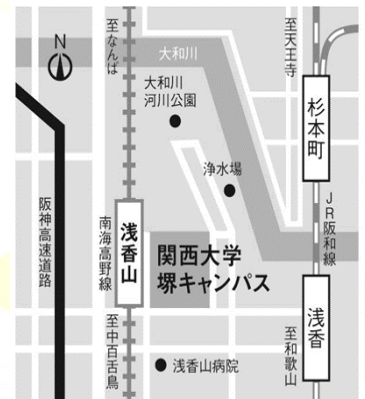 N
至なんば
大和川
至天王寺
大和川
河川公園
杉本町
浄水場
阪神高速道路
南海高野線
浅香山
関西大学
堺キャンパス
JR阪和線
浅香
至中百舌鳥
至和歌山
浅香山病院